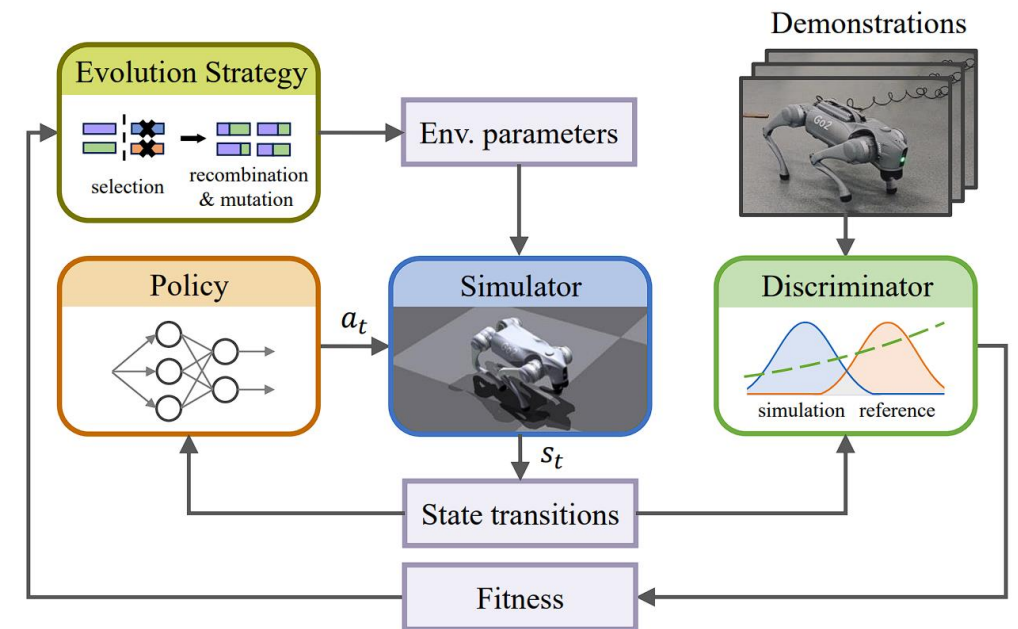 Demonstrations
Evolution Strategy
selection
recombination
& mutation
Env. parameters
Go2
Policy
a_t
Simulator
Discriminator
simulation reference
s_t
State transitions
Fitness